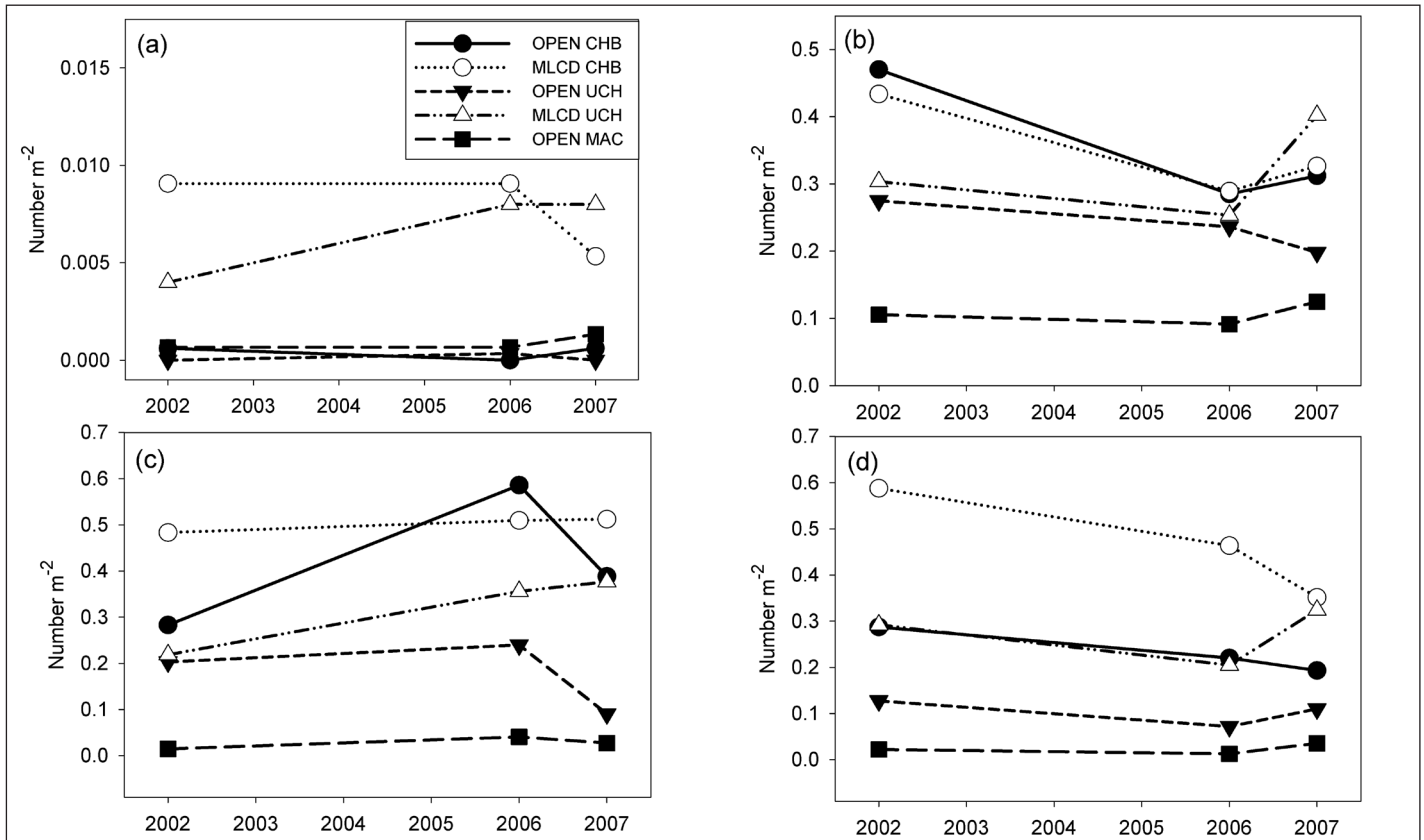 (a)
OPEN CHB
MLCD CHB
OPEN UCH
MLCD UCH
OPEN MAC
Number m-2
0.015
0.010
0.005
0.000
2002 2003 2004 2005 2006 2007
(b)
Number m-2
0.5
0.4
0.3
0.2
0.1
0.0
2002 2003 2004 2005 2006 2007
(c)
Number m-2
0.7
0.6
0.5
0.4
0.3
0.2
0.1
0.0
2002 2003 2004 2005 2006 2007
(d)
Number m-2
0.7
0.6
0.5
0.4
0.3
0.2
0.1
0.0
2002 2003 2004 2005 2006 2007